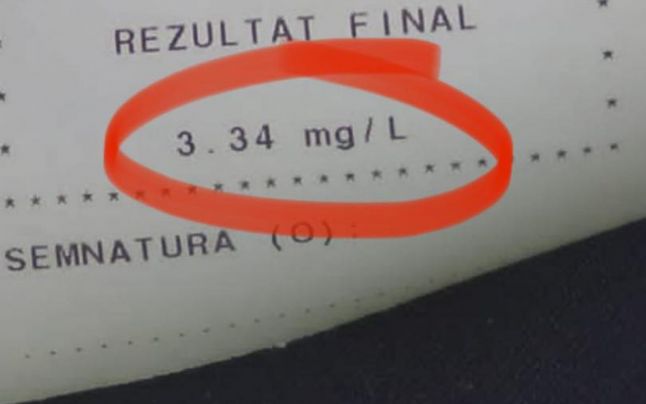 REZULTAT FINAL
3.34 mg/L
* * * * * * * * * * * * * * * * * * * * * * * *
SEMNATURA (O):
. . . . . . . . . . . . . . . .